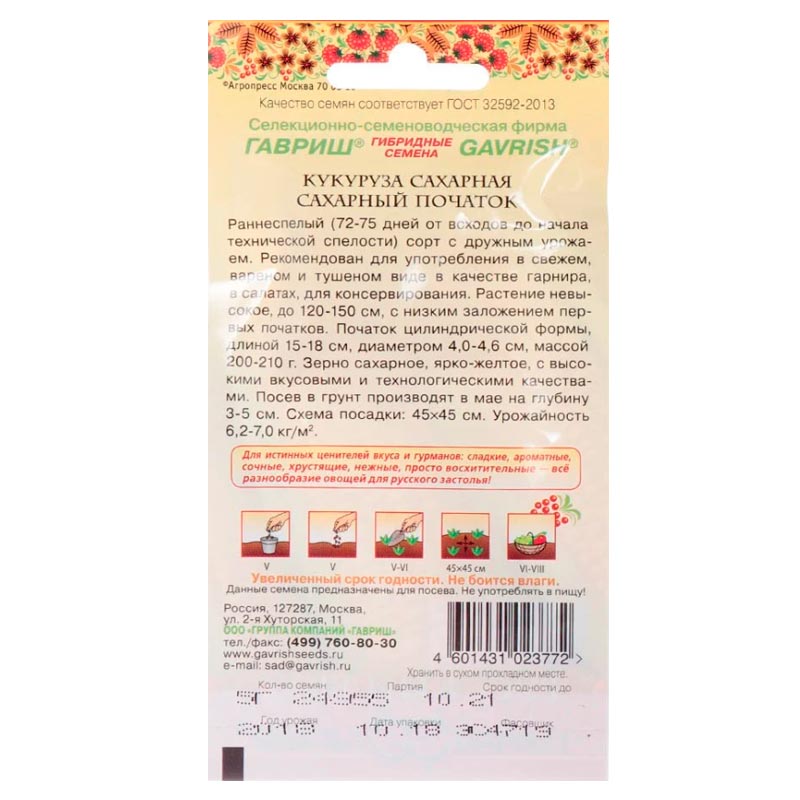 ©Агропресс Москва 70
Качество семян соответствует ГОСТ 32592-2013
Селекционно-семеноводческая фирма
ГАВРИШ® ГИБРИДНЫЕ СЕМЕНА GAVRISH®
КУКУРУЗА САХАРНАЯ
САХАРНЫЙ ПОЧАТОК
Раннеспелый (72-75 дней от всходов до начала
технической спелости) сорт с дружным урожа-
ем. Рекомендован для употребления в свежем,
вареном и тушеном виде в качестве гарнира,
в салатах, для консервирования. Растение невы-
сокое, до 120-150 см, с низким заложением пер-
вых початков. Початок цилиндрической формы,
длиной 15-18 см, диаметром 4,0-4,6 см, массой
200-210 г. Зерно сахарное, ярко-желтое, с высо-
кими вкусовыми и технологическими качества-
ми. Посев в грунт производят в мае на глубину
3-5 см. Схема посадки: 45×45 см. Урожайность
6,2-7,0 кг/м².
Для истинных ценителей вкуса и гурманов: сладкие, ароматные,
сочные, хрустящие, нежные, просто восхитительные — всё
разнообразие овощей для русского застолья!
V V V-VI 45×45 см VI-VIII
Увеличенный срок годности. Не боится влаги.
Данные семена предназначены для посева. Не употреблять в пищу!
Россия, 127287, Москва,
ул. 2-я Хуторская, 11
ООО «ГРУППА КОМПАНИЙ «ГАВРИШ»
тел./факс: (499) 760-80-30
www.gavrishseeds.ru
e-mail: sad@gavrish.ru
4 601431 023772 >
Хранить в сухом прохладном месте.
Кол-во семян Партия Срок годности до
5Г 24955 10.21
Год урожая Дата упаковки Фасовщик
2018 10.18 304719